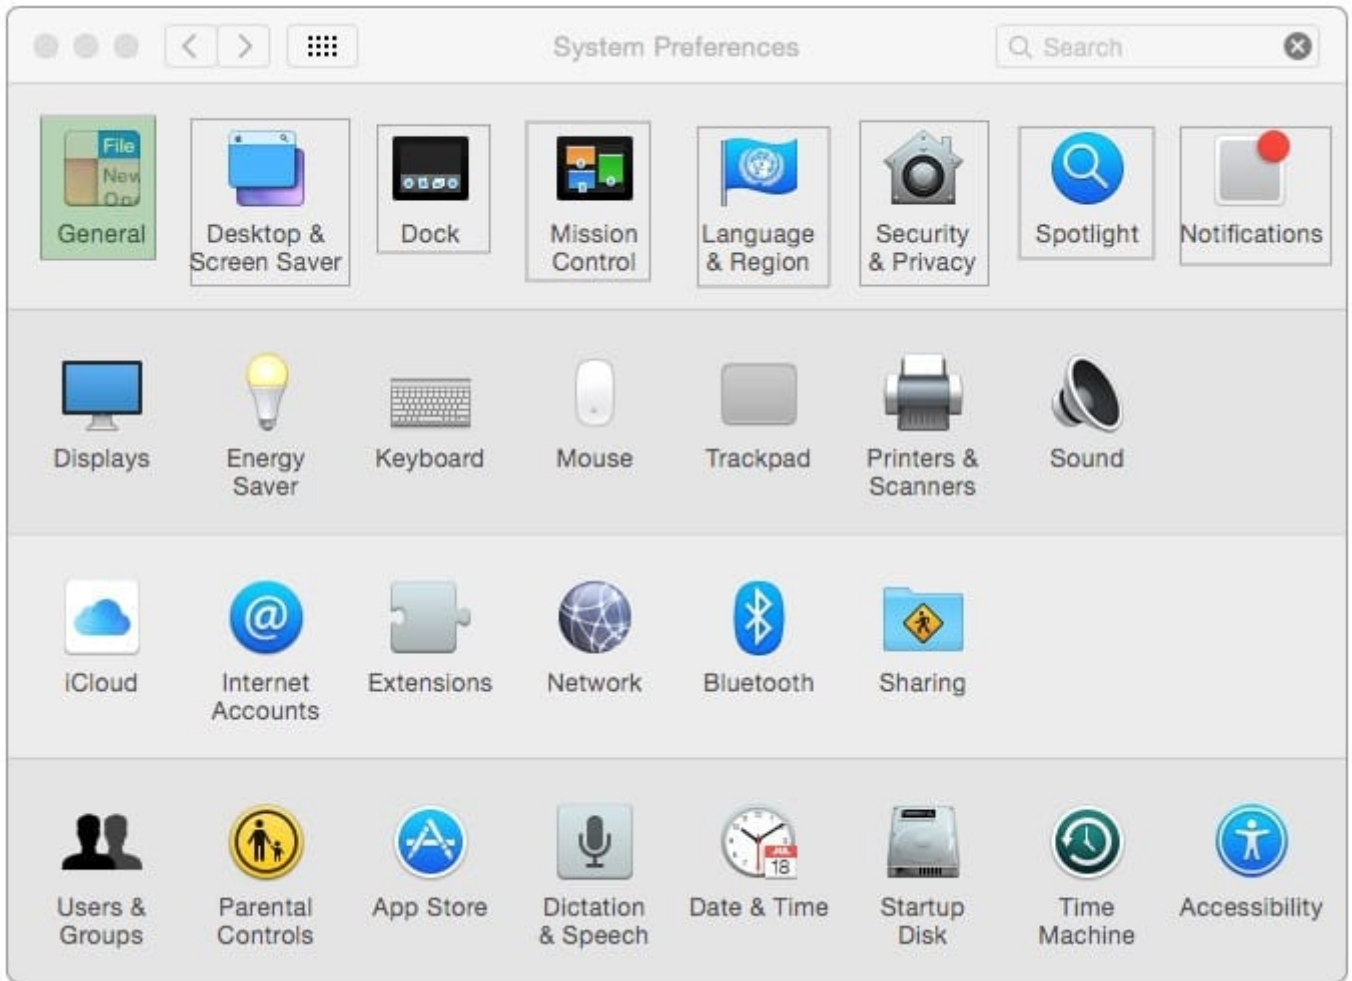 System Preferences
Search
File
New
General
Desktop &
Screen Saver
Dock
Mission
Control
Language
& Region
Security
& Privacy
Spotlight
Notifications
Displays
Energy
Saver
Keyboard
Mouse
Trackpad
Printers &
Scanners
Sound
iCloud
@
Internet
Accounts
Extensions
Network
Bluetooth
Sharing
Users &
Groups
Parental
Controls
App Store
Dictation
& Speech
JUL
18
Date & Time
Startup
Disk
Time
Machine
Accessibility